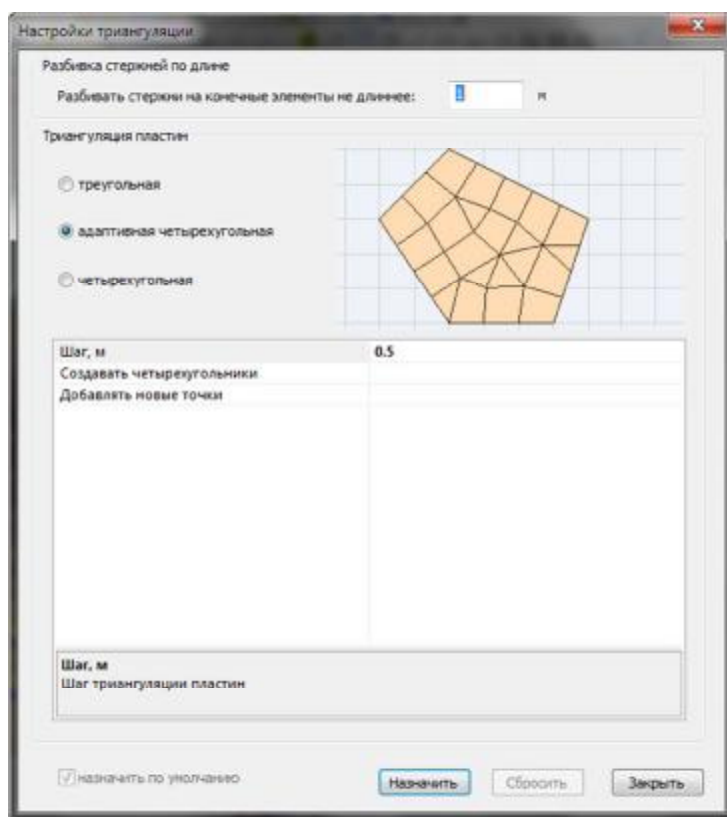 Настройки триангуляции
Разбивка стержней по длине
Разбивать стержни на конечные элементы не длиннее: 1 м
Триангуляция пластин
треугольная
адаптивная четырехугольная
четырехугольная
Шаг, м 0.5
Создавать четырехугольники
Добавлять новые точки
Шаг, м
Шаг триангуляции пластин
назначить по умолчанию
Назначить Сбросить Закрыть